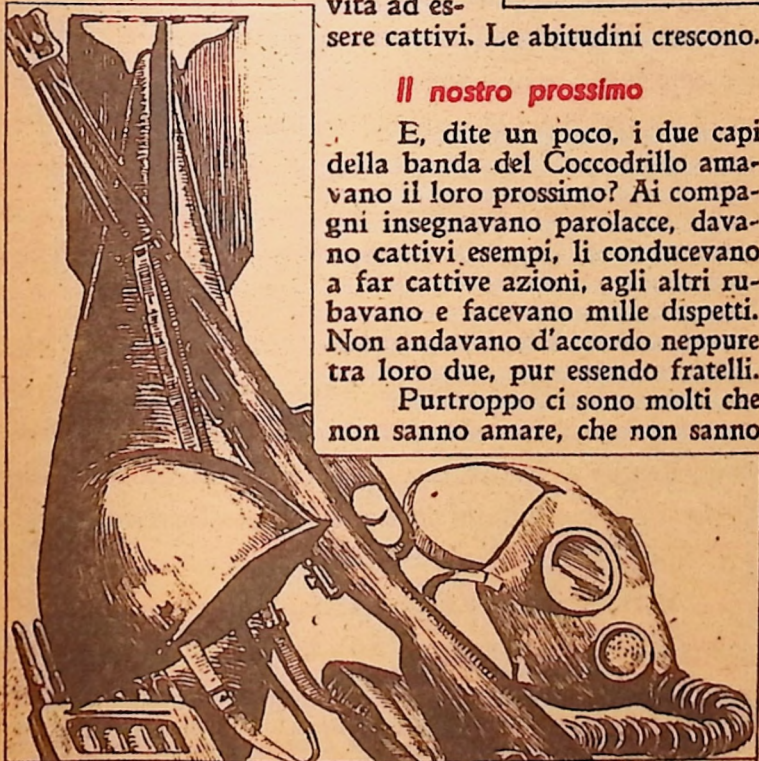 vita ad es-
sere cattivi. Le abitudini crescono.
Il nostro prossimo
E, dite un poco, i due capi
della banda del Coccodrillo ama-
vano il loro prossimo? Ai compa-
gni insegnavano parolacce, dava-
no cattivi esempi, li conducevano
a far cattive azioni, agli altri ru-
bavano e facevano mille dispetti.
Non andavano d'accordo neppure
tra loro due, pur essendo fratelli.
Purtroppo ci sono molti che
non sanno amare, che non sanno